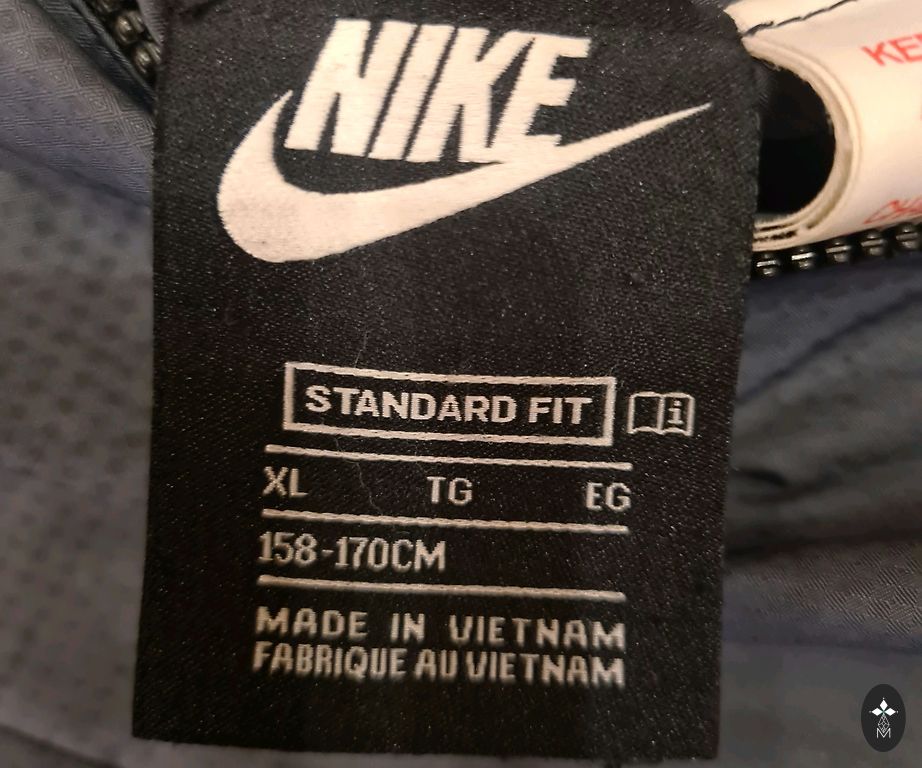 NIKE
STANDARD FIT
XL TG EG
158-170CM
MADE IN VIETNAM
FABRIQUE AU VIETNAM
M